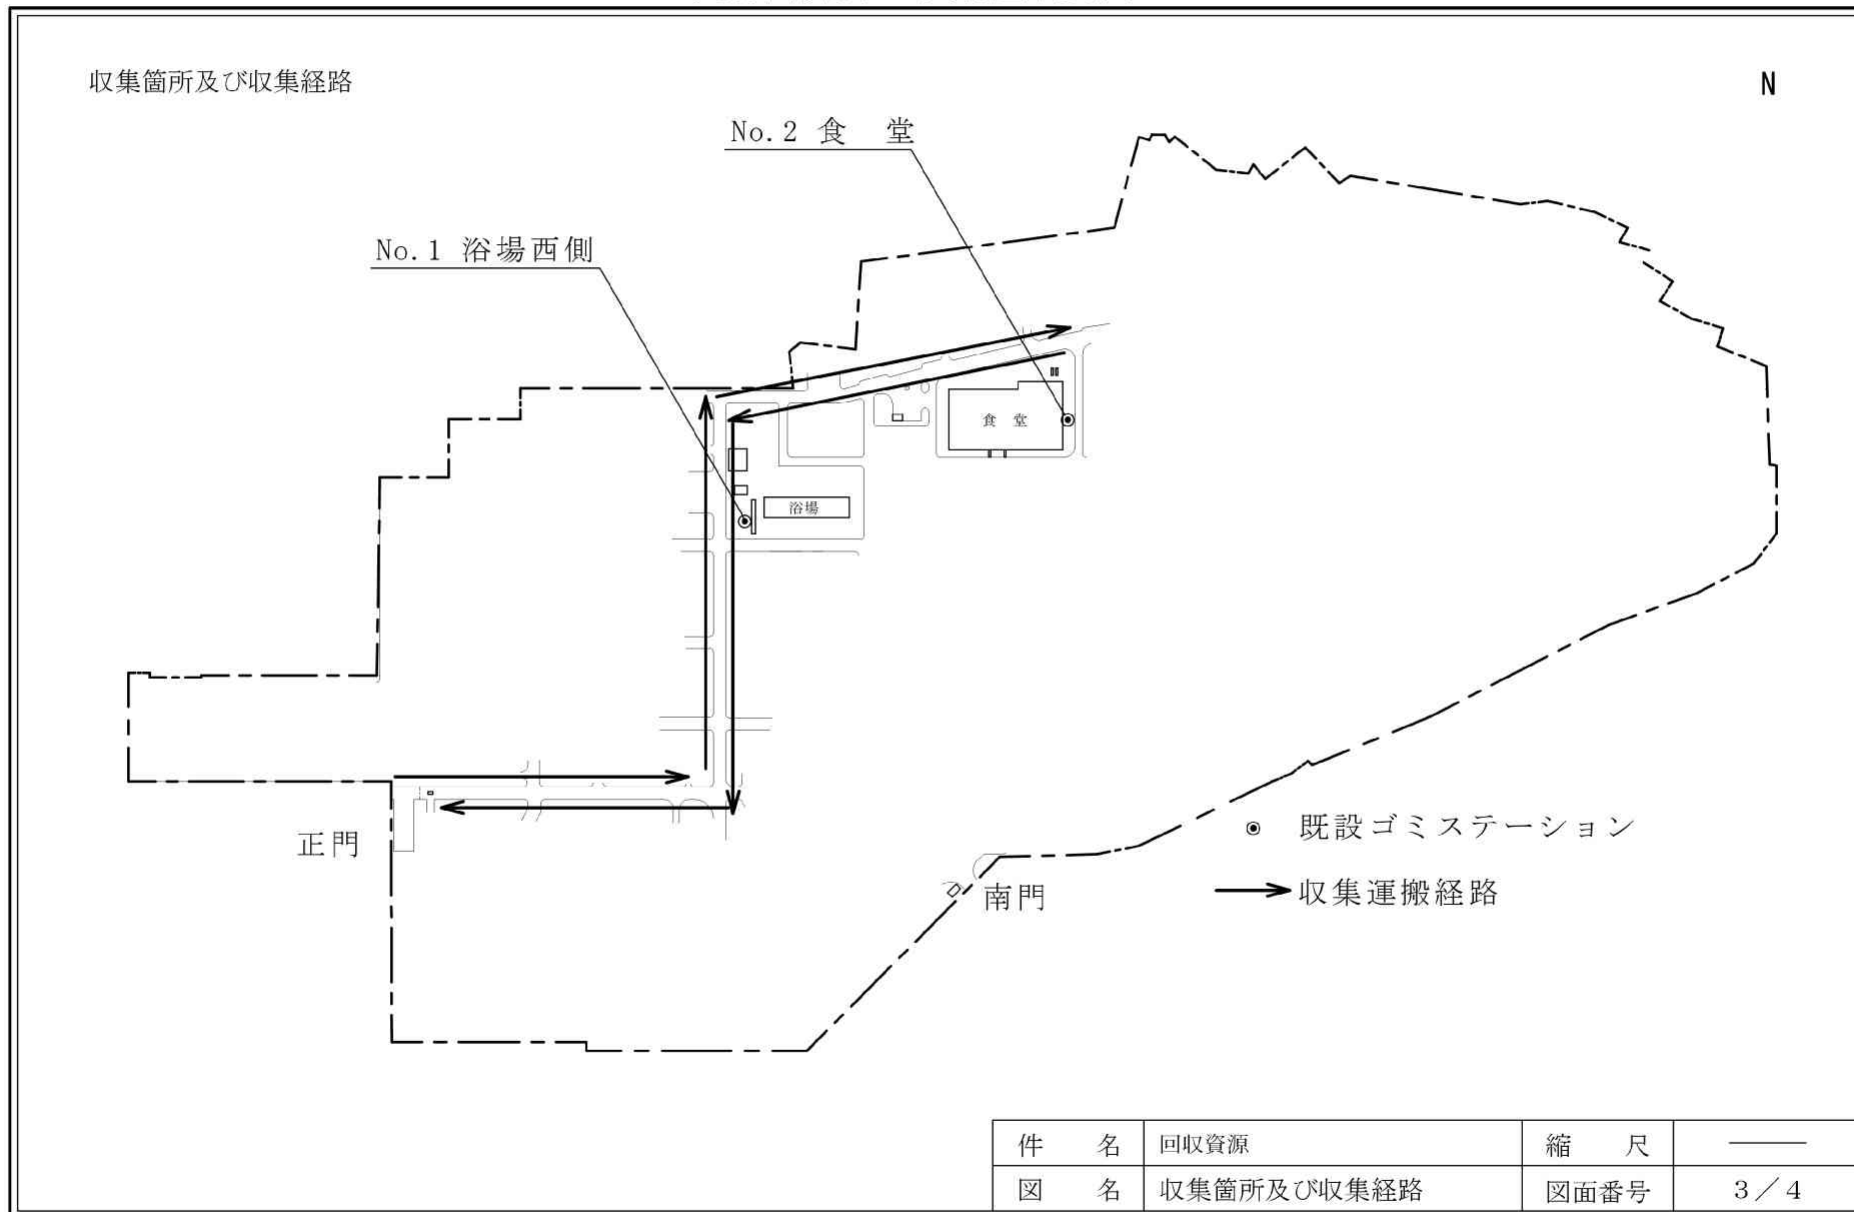 収集箇所及び収集経路
N
No.2 食　堂
No.1 浴場西側
食　堂
浴場
正門
南門
既設ゴミステーション
収集運搬経路
件　名　回収資源　縮　尺　――
図　名　収集箇所及び収集経路　図面番号　3／4